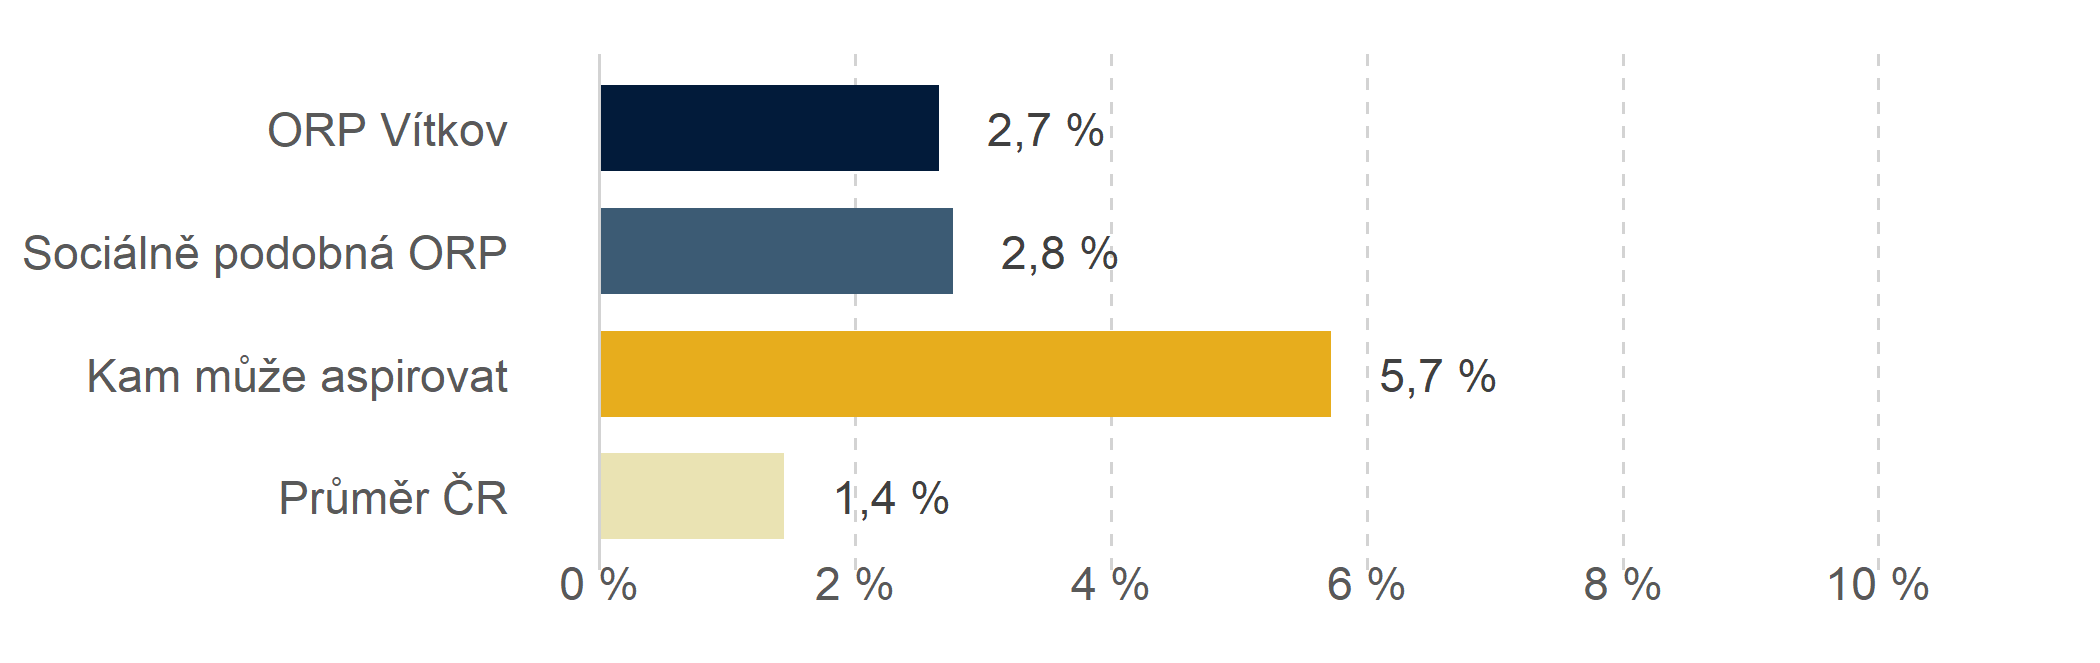 ORP Vítkov
2,7 %
Sociálně podobná ORP
2,8 %
Kam může aspirovat
5,7 %
Průměr ČR
1,4 %
0 % 2 % 4 % 6 % 8 % 10 %